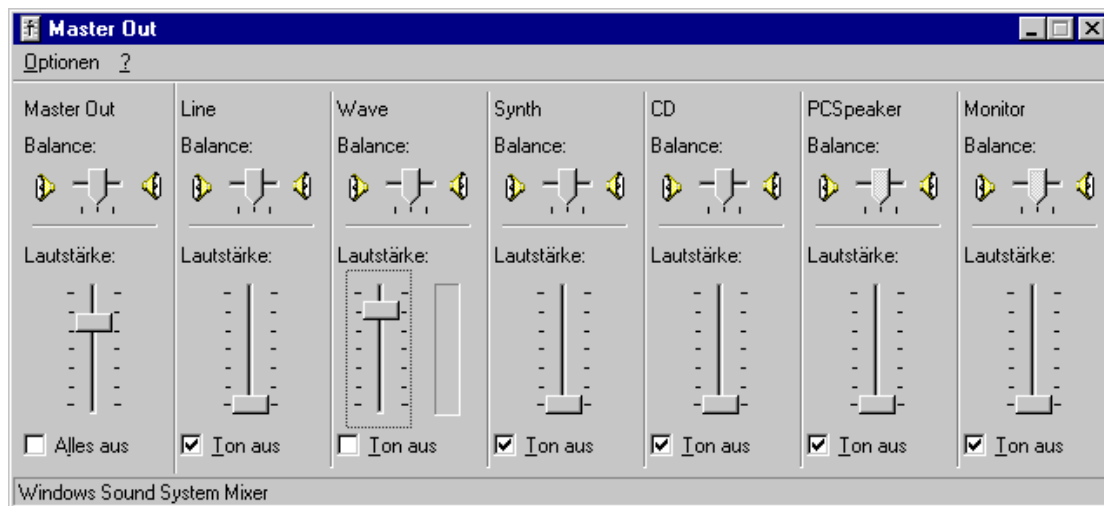 Master Out
Optionen ?
Master Out Line Wave Synth CD PCSpeaker Monitor
Balance: Balance: Balance: Balance: Balance: Balance: Balance:
Lautstärke: Lautstärke: Lautstärke: Lautstärke: Lautstärke: Lautstärke: Lautstärke:
Alles aus Ton aus Ton aus Ton aus Ton aus Ton aus Ton aus
Windows Sound System Mixer